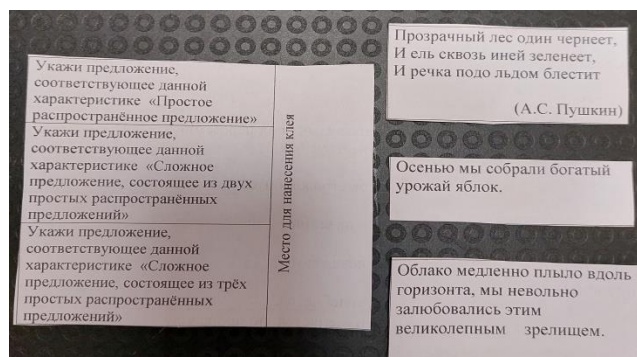 Укажи предложение,
соответствующее данной
характеристике «Простое
распространённое предложение»
Укажи предложение,
соответствующее данной
характеристике «Сложное
предложение, состоящее из двух
простых распространённых
предложений»
Укажи предложение,
соответствующее данной
характеристике «Сложное
предложение, состоящее из трёх
простых распространённых
предложений»
Место для нанесения клея
Прозрачный лес один чернеет,
И ель сквозь иней зеленеет,
И речка подо льдом блестит
(А.С. Пушкин)
Осенью мы собрали богатый
урожай яблок.
Облако медленно плыло вдоль
горизонта, мы невольно
залюбовались этим
великолепным зрелищем.